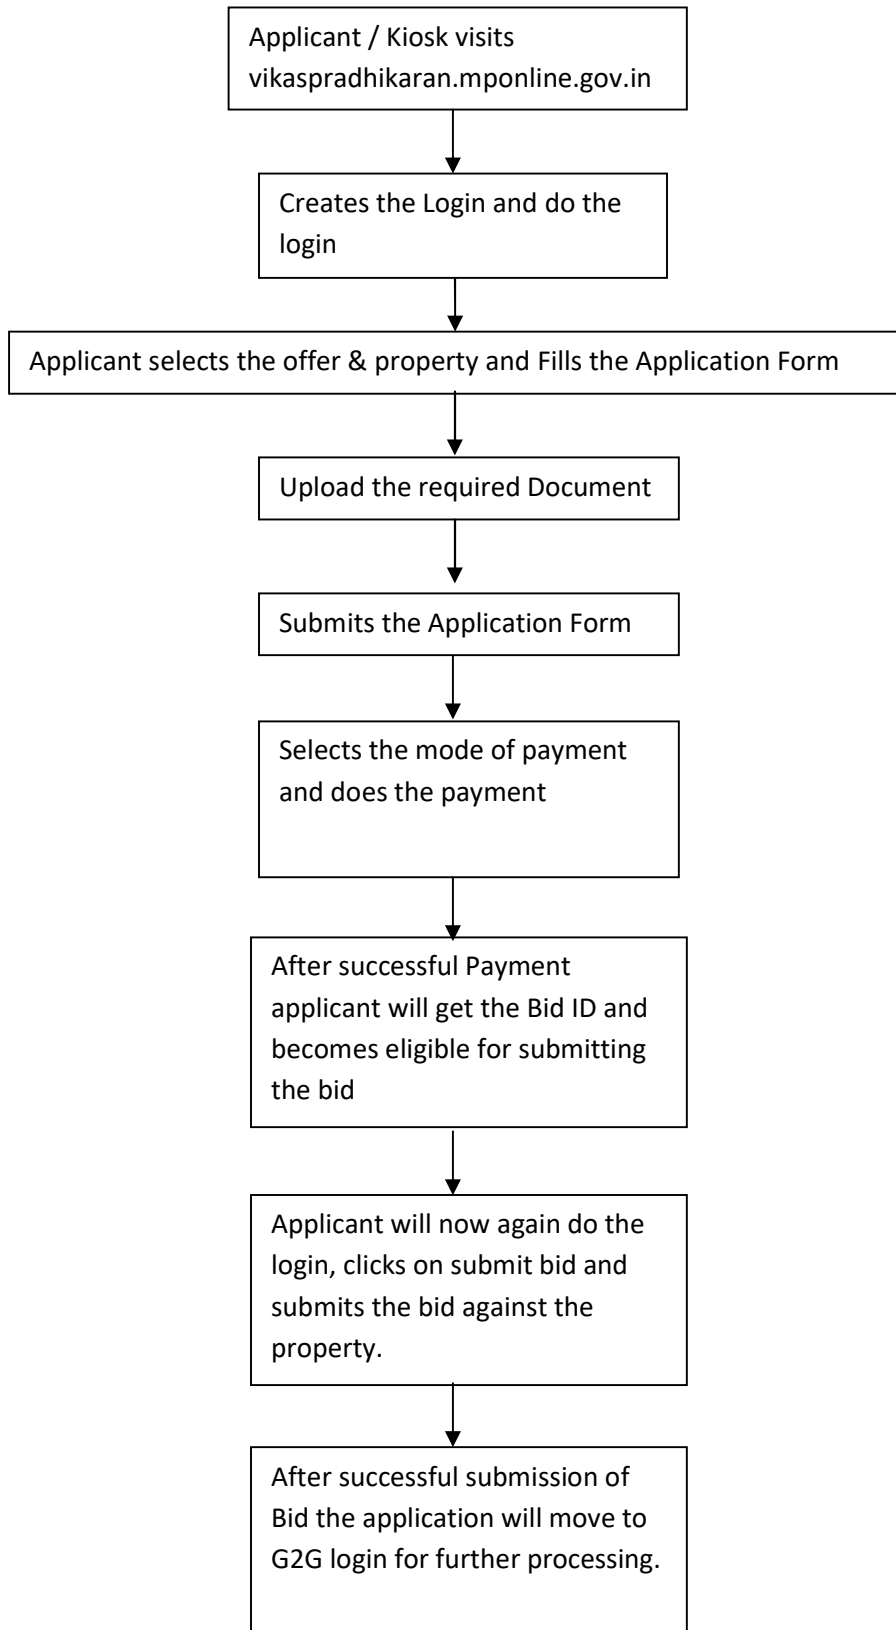 Applicant / Kiosk visits
vikaspradhikaran.mponline.gov.in
Creates the Login and do the
login
Applicant selects the offer & property and Fills the Application Form
Upload the required Document
Submits the Application Form
Selects the mode of payment
and does the payment
After successful Payment
applicant will get the Bid ID and
becomes eligible for submitting
the bid
Applicant will now again do the
login, clicks on submit bid and
submits the bid against the
property.
After successful submission of
Bid the application will move to
G2G login for further processing.